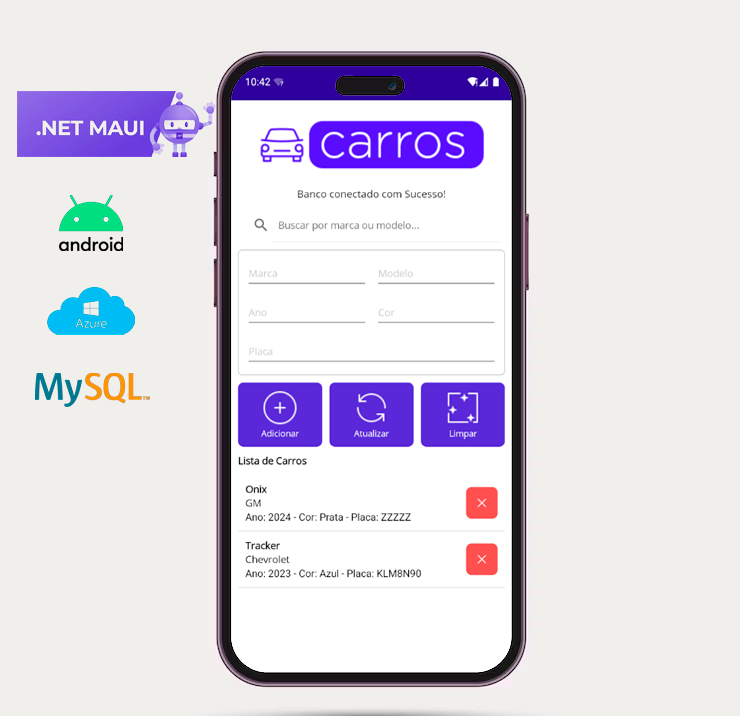 .NET MAUI
android
Azure
MySQL™
10:42
carros
Banco conectado com Sucesso!
Buscar por marca ou modelo...
Marca Modelo
Ano Cor
Placa
Adicionar Atualizar Limpar
Lista de Carros
Onix
GM
Ano: 2024 - Cor: Prata - Placa: ZZZZZ
Tracker
Chevrolet
Ano: 2023 - Cor: Azul - Placa: KLM8N90